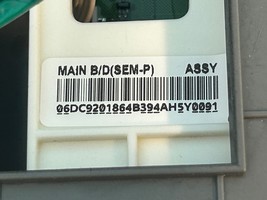 MAIN B/D(SEM-P) ASSY
06DC9201864B394AH5Y0091